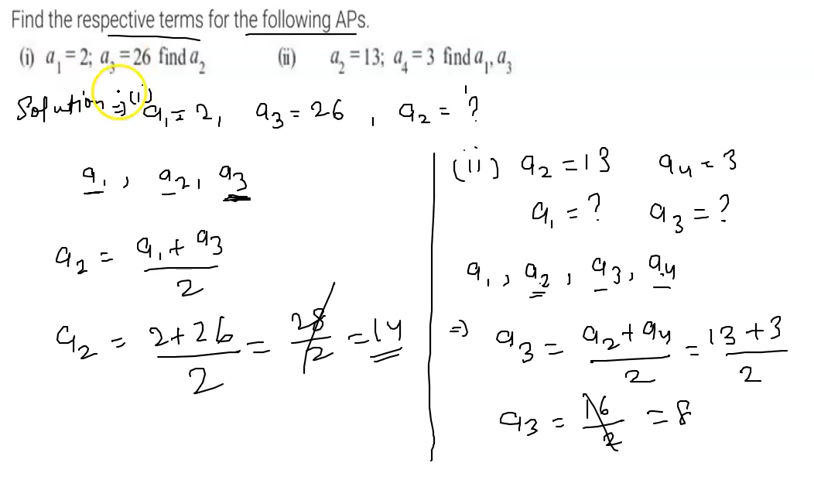 Find the respective terms for the following APs.
(i) a₁ = 2; a₃ = 26 find a₂ (ii) a₂ = 13; a₄ = 3 find a₁, a₃
Solution :⇒ (i) a₁ = 2, a₃ = 26, a₂ = ?
a₁, a₂, a₃
a₂ = (a₁ + a₃)/2
a₂ = (2+26)/2 = 28/2 = 14
(ii) a₂ = 13 a₄ = 3
a₁ = ? a₃ = ?
a₁, a₂, a₃, a₄
⇒ a₃ = (a₂ + a₄)/2 = (13+3)/2
a₃ = 16/2 = 8